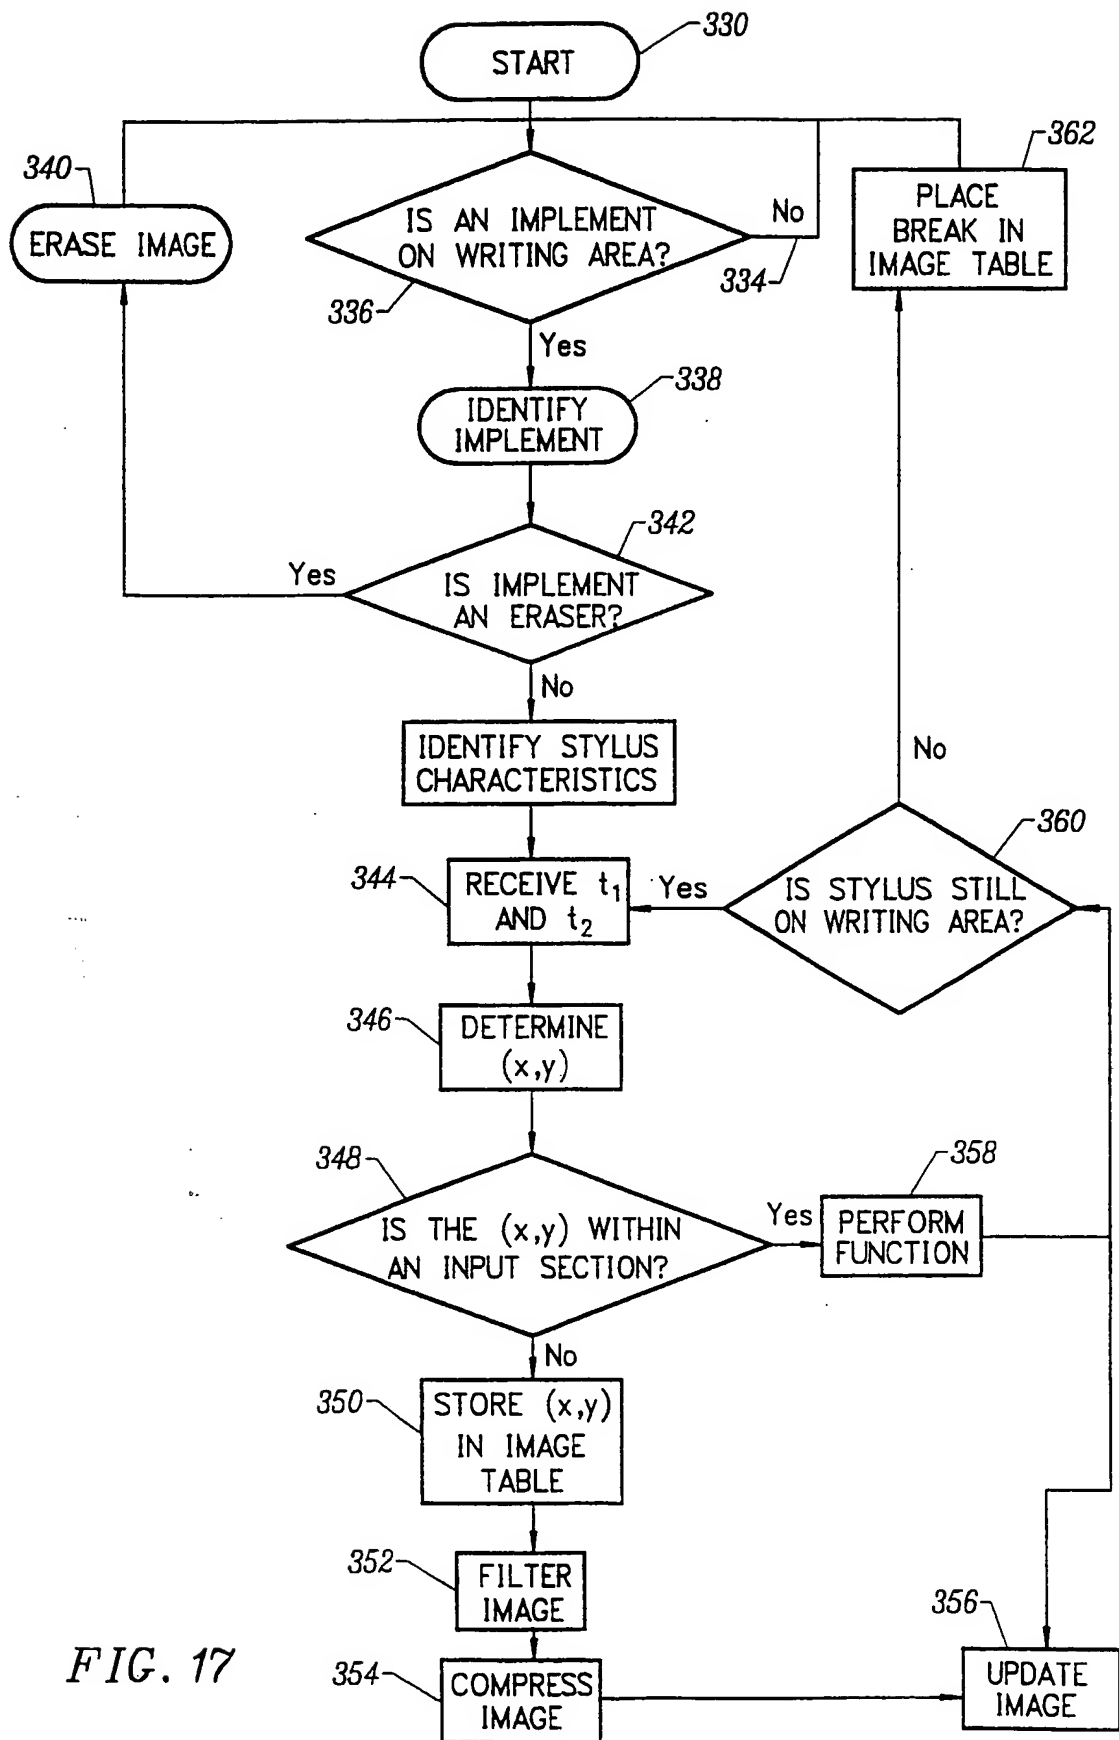 330
START
340
362
ERASE IMAGE
IS AN IMPLEMENT
ON WRITING AREA?
No
PLACE
BREAK IN
IMAGE TABLE
334
336
Yes
338
IDENTIFY
IMPLEMENT
342
Yes
IS IMPLEMENT
AN ERASER?
No
IDENTIFY STYLUS
CHARACTERISTICS
No
360
344
RECEIVE t₁
AND t₂
Yes
IS STYLUS STILL
ON WRITING AREA?
346
DETERMINE
(x,y)
348
358
IS THE (x,y) WITHIN
AN INPUT SECTION?
Yes
PERFORM
FUNCTION
No
350
STORE (x,y)
IN IMAGE
TABLE
352
FILTER
IMAGE
356
FIG. 17
354
COMPRESS
IMAGE
UPDATE
IMAGE